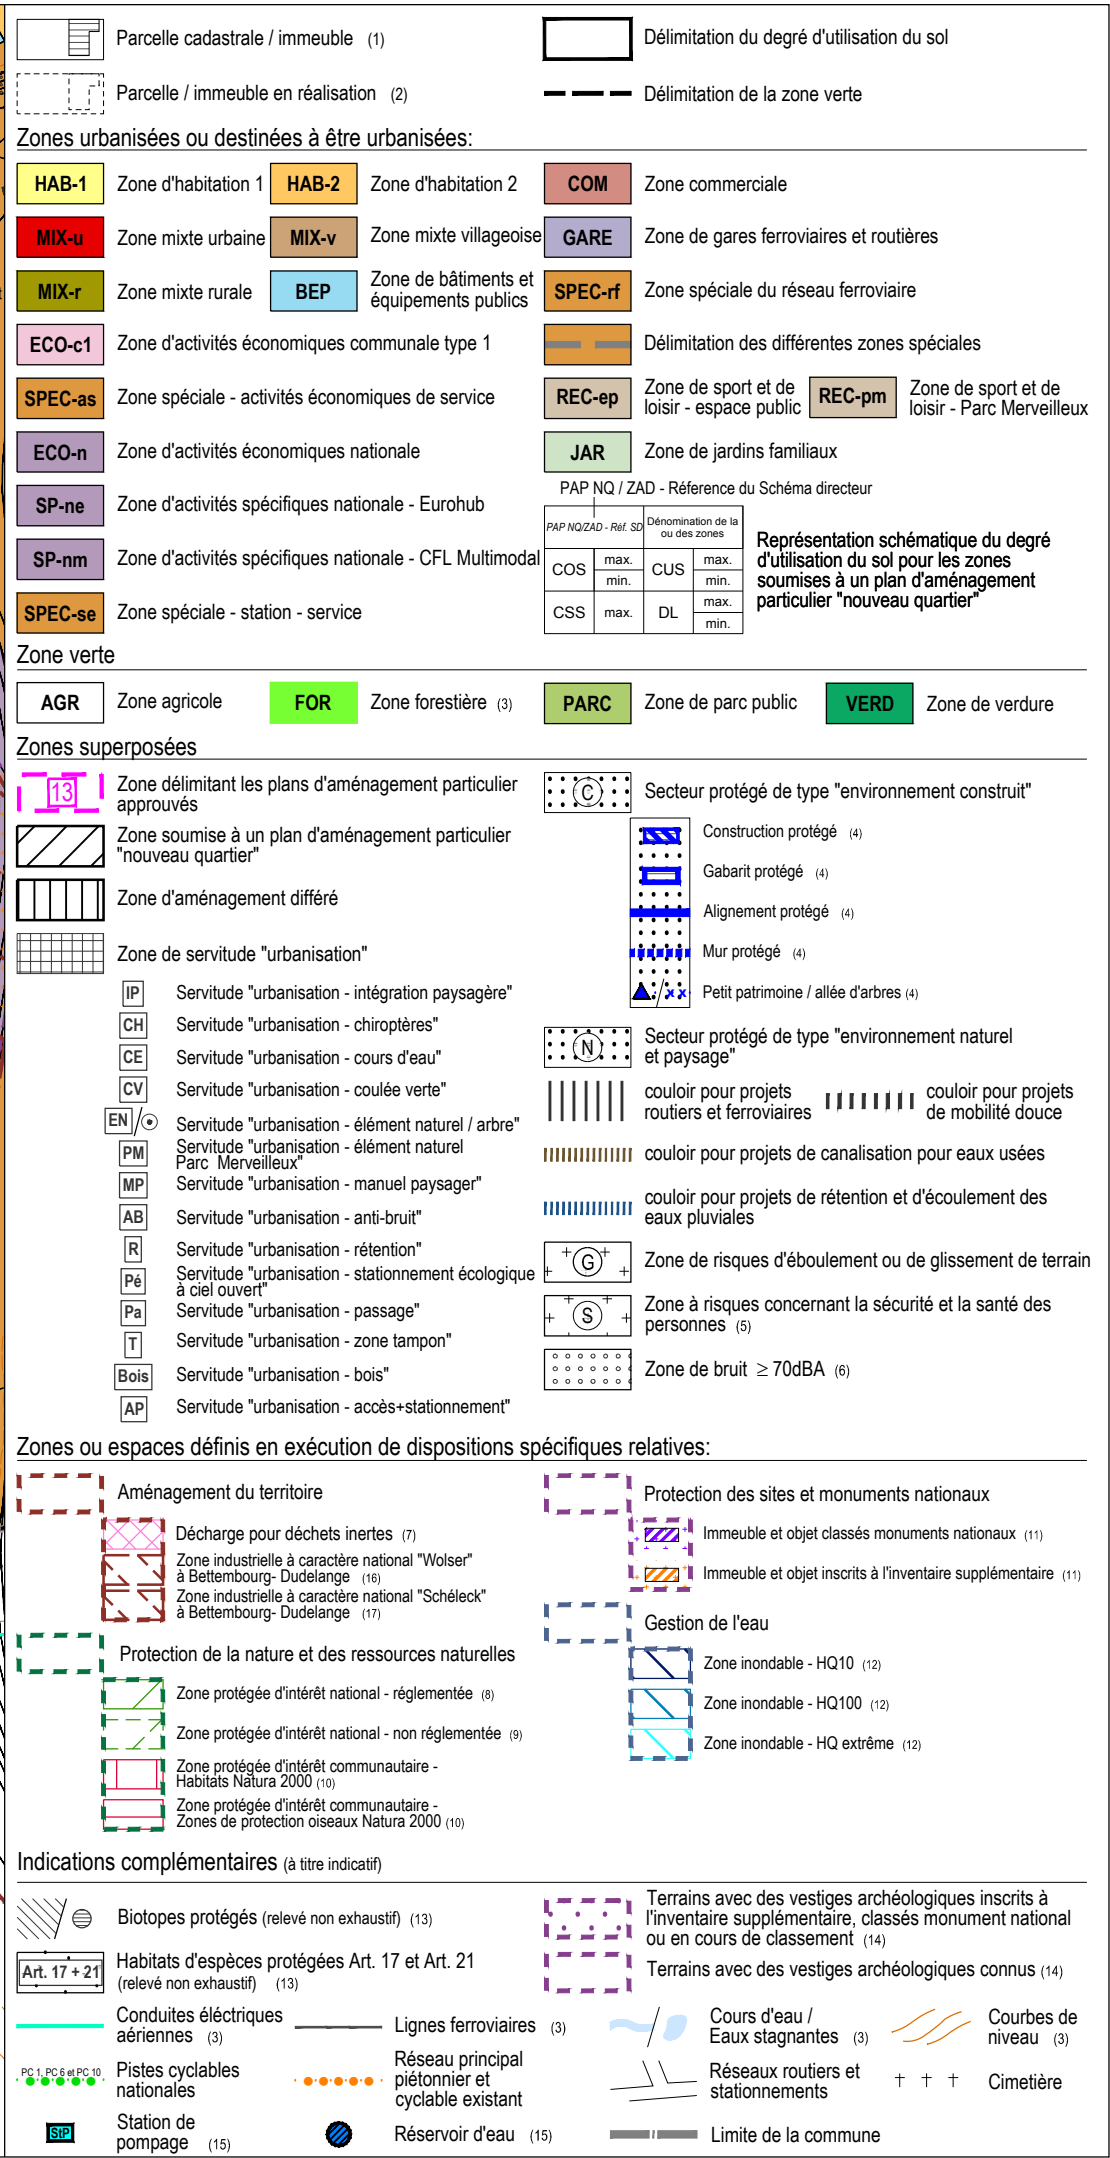 Parcelle cadastrale / immeuble (1)
Délimitation du degré d'utilisation du sol
Parcelle / immeuble en réalisation (2)
Délimitation de la zone verte
Zones urbanisées ou destinées à être urbanisées:
HAB-1 Zone d'habitation 1
HAB-2 Zone d'habitation 2
COM Zone commerciale
MIX-u Zone mixte urbaine
MIX-v Zone mixte villageoise
GARE Zone de gares ferroviaires et routières
MIX-r Zone mixte rurale
BEP Zone de bâtiments et
équipements publics
SPEC-rf Zone spéciale du réseau ferroviaire
ECO-c1 Zone d'activités économiques communale type 1
Délimitation des différentes zones spéciales
SPEC-as Zone spéciale - activités économiques de service
REC-ep Zone de sport et de
loisir - espace public
REC-pm Zone de sport et de
loisir - Parc Merveilleux
ECO-n Zone d'activités économiques nationale
JAR Zone de jardins familiaux
SP-ne Zone d'activités spécifiques nationale - Eurohub
SP-nm Zone d'activités spécifiques nationale - CFL Multimodal
SPEC-se Zone spéciale - station - service
PAP NQ / ZAD - Réference du Schéma directeur
PAP NQ/ZAD - Réf. SD
Dénomination de la
ou des zones
COS max. CUS max.
min. min.
CSS max. DL max.
min.
Représentation schématique du degré
d'utilisation du sol pour les zones
soumises à un plan d'aménagement
particulier "nouveau quartier"
Zone verte
AGR Zone agricole
FOR Zone forestière (3)
PARC Zone de parc public
VERD Zone de verdure
Zones superposées
13 Zone délimitant les plans d'aménagement particulier
approuvés
Zone soumise à un plan d'aménagement particulier
"nouveau quartier"
Zone d'aménagement différé
Zone de servitude "urbanisation"
IP Servitude "urbanisation - intégration paysagère"
CH Servitude "urbanisation - chiroptères"
CE Servitude "urbanisation - cours d'eau"
CV Servitude "urbanisation - coulée verte"
EN / Servitude "urbanisation - élément naturel / arbre"
PM Servitude "urbanisation - élément naturel
Parc Merveilleux"
MP Servitude "urbanisation - manuel paysager"
AB Servitude "urbanisation - anti-bruit"
R Servitude "urbanisation - rétention"
Pé Servitude "urbanisation - stationnement écologique
à ciel ouvert"
Pa Servitude "urbanisation - passage"
T Servitude "urbanisation - zone tampon"
Bois Servitude "urbanisation - bois"
AP Servitude "urbanisation - accès+stationnement"
C Secteur protégé de type "environnement construit"
Construction protégé (4)
Gabarit protégé (4)
Alignement protégé (4)
Mur protégé (4)
Petit patrimoine / allée d'arbres (4)
N Secteur protégé de type "environnement naturel
et paysage"
couloir pour projets
routiers et ferroviaires
couloir pour projets
de mobilité douce
couloir pour projets de canalisation pour eaux usées
couloir pour projets de rétention et d'écoulement des
eaux pluviales
G Zone de risques d'éboulement ou de glissement de terrain
S Zone à risques concernant la sécurité et la santé des
personnes (5)
Zone de bruit ≥ 70dBA (6)
Zones ou espaces définis en exécution de dispositions spécifiques relatives:
Aménagement du territoire
Décharge pour déchets inertes (7)
Zone industrielle à caractère national "Wolser"
à Bettembourg- Dudelange (16)
Zone industrielle à caractère national "Schéleck"
à Bettembourg- Dudelange (17)
Protection de la nature et des ressources naturelles
Zone protégée d'intérêt national - réglementée (8)
Zone protégée d'intérêt national - non réglementée (9)
Zone protégée d'intérêt communautaire -
Habitats Natura 2000 (10)
Zone protégée d'intérêt communautaire -
Zones de protection oiseaux Natura 2000 (10)
Protection des sites et monuments nationaux
Immeuble et objet classés monuments nationaux (11)
Immeuble et objet inscrits à l'inventaire supplémentaire (11)
Gestion de l'eau
Zone inondable - HQ10 (12)
Zone inondable - HQ100 (12)
Zone inondable - HQ extrême (12)
Indications complémentaires (à titre indicatif)
Biotopes protégés (relevé non exhaustif) (13)
Art. 17 + 21 Habitats d'espèces protégées Art. 17 et Art. 21
(relevé non exhaustif) (13)
Terrains avec des vestiges archéologiques inscrits à
l'inventaire supplémentaire, classés monument national
ou en cours de classement (14)
Terrains avec des vestiges archéologiques connus (14)
Conduites éléctriques
aériennes (3)
Lignes ferroviaires (3)
Cours d'eau /
Eaux stagnantes (3)
Courbes de
niveau (3)
PC 1, PC 6 et PC 10 Pistes cyclables
nationales
Réseau principal
piétonnier et
cyclable existant
Réseaux routiers et
stationnements
Cimetière
StP Station de
pompage (15)
Réservoir d'eau (15)
Limite de la commune